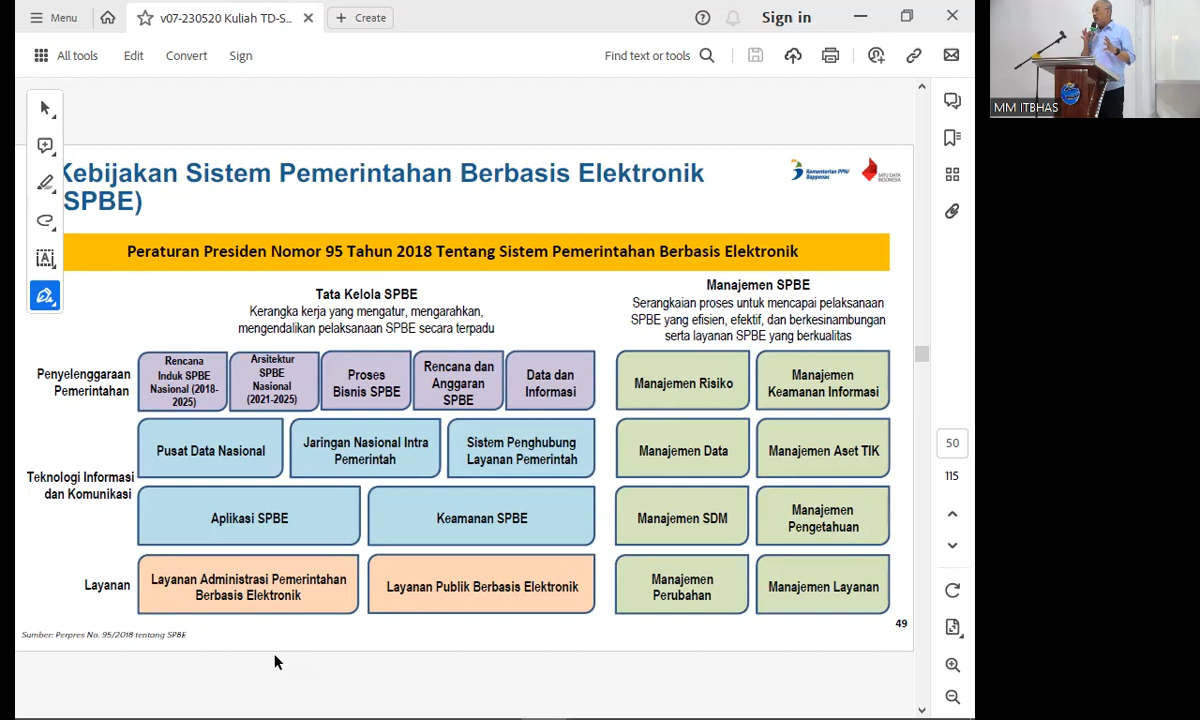 Menu
v07-230520 Kuliah TD-S...
Create
Sign in
All tools
Edit
Convert
Sign
Find text or tools
MM ITBHAS
Kebijakan Sistem Pemerintahan Berbasis Elektronik
SPBE)
Kementerian PPN/
Bappenas
SATU DATA
INDONESIA
Peraturan Presiden Nomor 95 Tahun 2018 Tentang Sistem Pemerintahan Berbasis Elektronik
Tata Kelola SPBE
Kerangka kerja yang mengatur, mengarahkan,
mengendalikan pelaksanaan SPBE secara terpadu
Manajemen SPBE
Serangkaian proses untuk mencapai pelaksanaan
SPBE yang efisien, efektif, dan berkesinambungan
serta layanan SPBE yang berkualitas
Penyelenggaraan
Pemerintahan
Rencana
Induk SPBE
Nasional (2018-
2025)
Arsitektur
SPBE
Nasional
(2021-2025)
Proses
Bisnis SPBE
Rencana dan
Anggaran
SPBE
Data dan
Informasi
Manajemen Risiko
Manajemen
Keamanan Informasi
Teknologi Informasi
dan Komunikasi
Pusat Data Nasional
Jaringan Nasional Intra
Pemerintah
Sistem Penghubung
Layanan Pemerintah
Manajemen Data
Manajemen Aset TIK
Aplikasi SPBE
Keamanan SPBE
Manajemen SDM
Manajemen
Pengetahuan
Layanan
Layanan Administrasi Pemerintahan
Berbasis Elektronik
Layanan Publik Berbasis Elektronik
Manajemen
Perubahan
Manajemen Layanan
49
Sumber: Perpres No. 95/2018 tentang SPBE
50
115